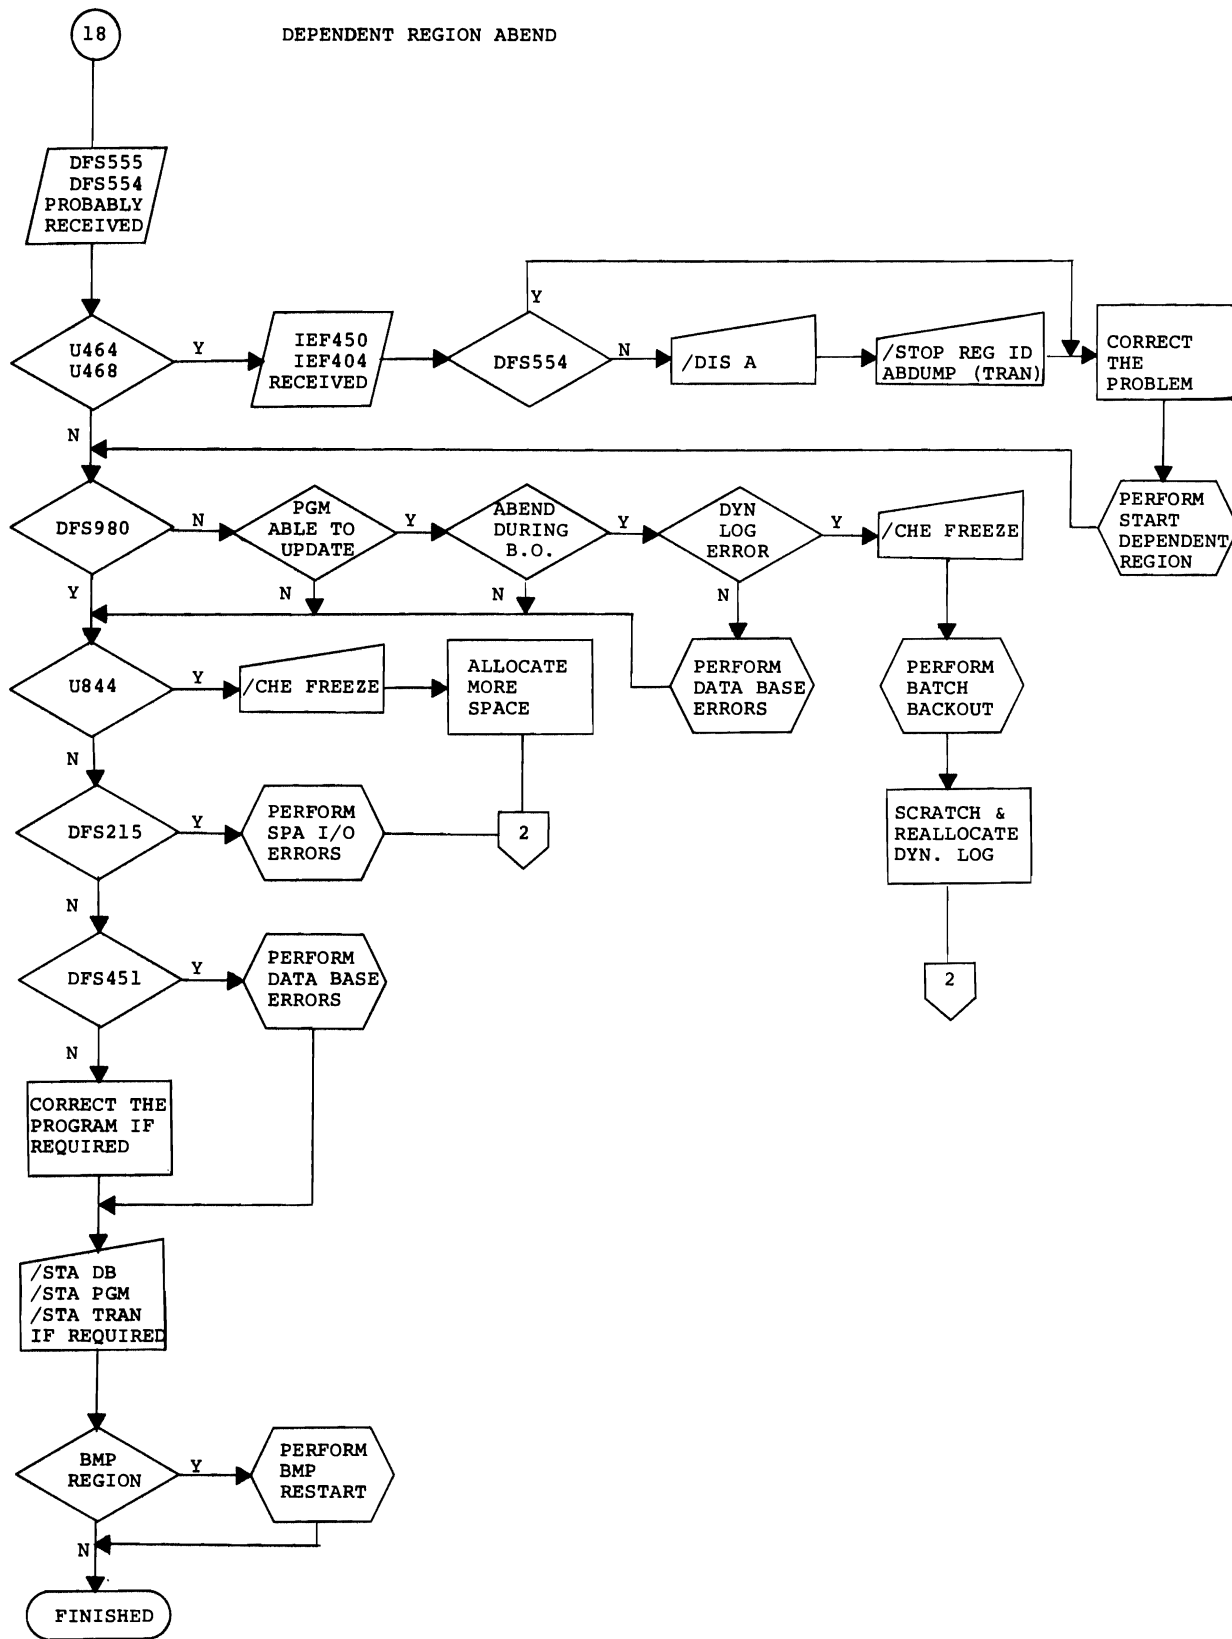 18
DEPENDENT REGION ABEND
DFS555
DFS554
PROBABLY
RECEIVED
U464
U468
Y
N
IEF450
IEF404
RECEIVED
DFS554
Y
N
/DIS A
/STOP REG ID
ABDUMP (TRAN)
CORRECT
THE
PROBLEM
PERFORM
START
DEPENDENT
REGION
DFS980
N
Y
PGM
ABLE TO
UPDATE
Y
N
ABEND
DURING
B.O.
Y
N
DYN
LOG
ERROR
Y
N
/CHE FREEZE
PERFORM
DATA BASE
ERRORS
PERFORM
BATCH
BACKOUT
SCRATCH &
REALLOCATE
DYN. LOG
2
U844
Y
N
/CHE FREEZE
ALLOCATE
MORE
SPACE
2
DFS215
Y
N
PERFORM
SPA I/O
ERRORS
DFS451
Y
N
PERFORM
DATA BASE
ERRORS
CORRECT THE
PROGRAM IF
REQUIRED
/STA DB
/STA PGM
/STA TRAN
IF REQUIRED
BMP
REGION
Y
N
PERFORM
BMP
RESTART
FINISHED